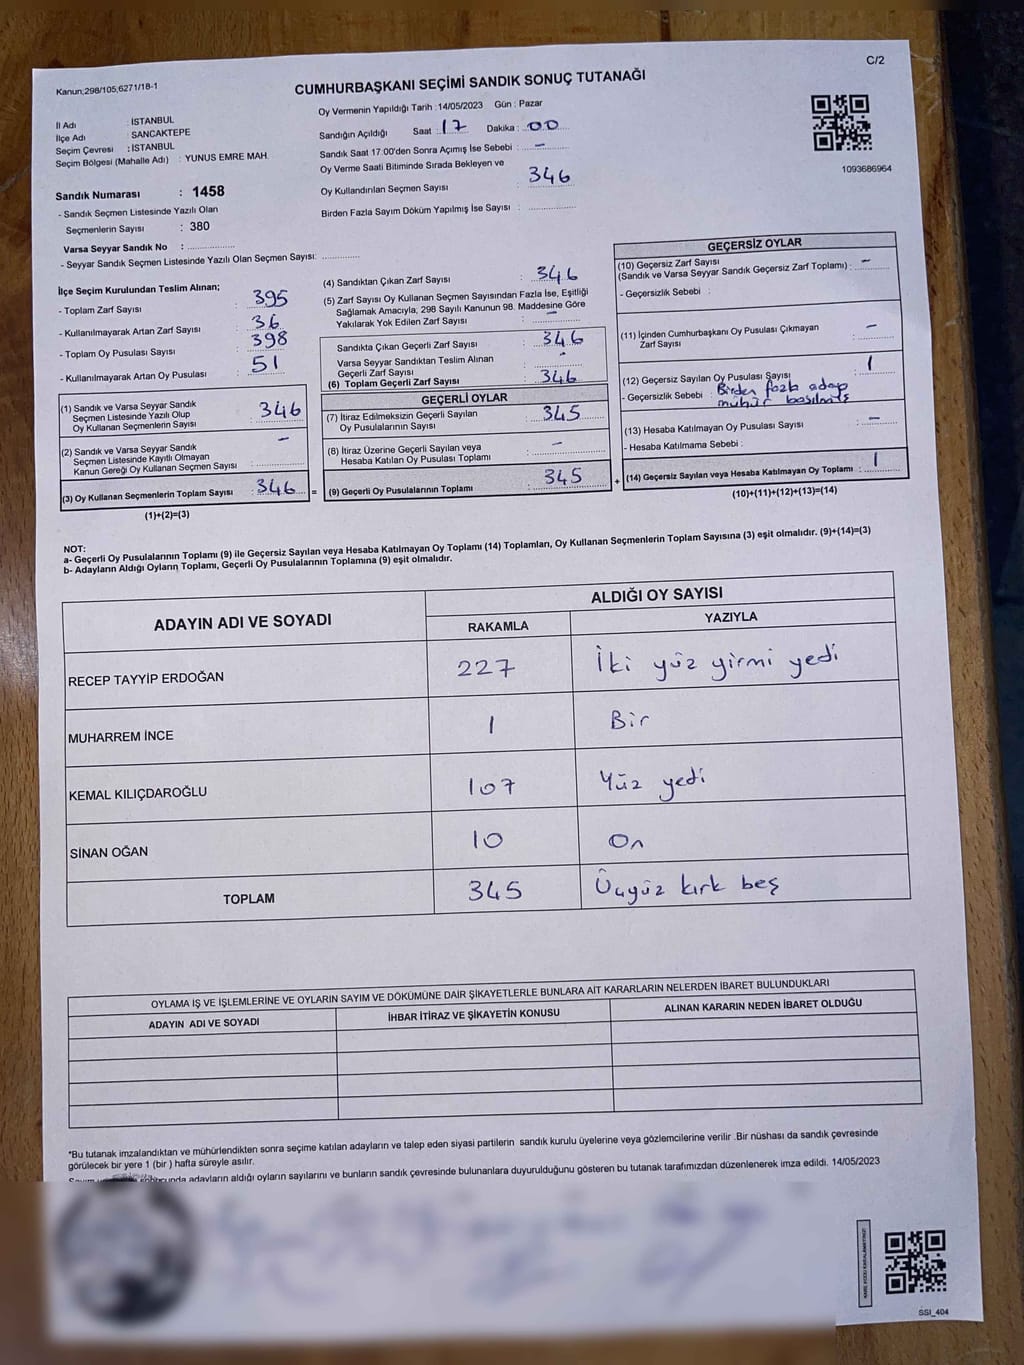 C/2
Kanun;298/105,6271/18-1
CUMHURBAŞKANI SEÇİMİ SANDIK SONUÇ TUTANAĞI
İl Adı : İSTANBUL
İlçe Adı : SANCAKTEPE
Seçim Çevresi : İSTANBUL
Seçim Bölgesi (Mahalle Adı) : YUNUS EMRE MAH.
Sandık Numarası : 1458
- Sandık Seçmen Listesinde Yazılı Olan
Seçmenlerin Sayısı : 380
Varsa Seyyar Sandık No :
- Seyyar Sandık Seçmen Listesinde Yazılı Olan Seçmen Sayısı:
Oy Vermenin Yapıldığı Tarih :14/05/2023 Gün : Pazar
Sandığın Açıldığı Saat : 17 Dakika : 00
Sandık Saat 17:00'den Sonra Açımış İse Sebebi : -
Oy Verme Saati Bitiminde Sırada Bekleyen ve
Oy Kullandırılan Seçmen Sayısı : 346
Birden Fazla Sayım Döküm Yapılmış İse Sayısı :
1093686964
İlçe Seçim Kurulundan Teslim Alınan;
- Toplam Zarf Sayısı : 395
- Kullanılmayarak Artan Zarf Sayısı : 36
- Toplam Oy Pusulası Sayısı : 398
- Kullanılmayarak Artan Oy Pusulası : 51
(1) Sandık ve Varsa Seyyar Sandık
Seçmen Listesinde Yazılı Olup
Oy Kullanan Seçmenlerin Sayısı : 346
(2) Sandık ve Varsa Seyyar Sandık
Seçmen Listesinde Kayıtlı Olmayan
Kanun Gereği Oy Kullanan Seçmen Sayısı : -
(3) Oy Kullanan Seçmenlerin Toplam Sayısı : 346
(1)+(2)=(3)
=
(4) Sandıktan Çıkan Zarf Sayısı : 346
(5) Zarf Sayısı Oy Kullanan Seçmen Sayısından Fazla İse, Eşitliği
Sağlamak Amacıyla, 298 Sayılı Kanunun 98. Maddesine Göre
Yakılarak Yok Edilen Zarf Sayısı : -
Sandıkta Çıkan Geçerli Zarf Sayısı : 346
Varsa Seyyar Sandıktan Teslim Alınan
Geçerli Zarf Sayısı : -
(6) Toplam Geçerli Zarf Sayısı : 346
GEÇERLİ OYLAR
(7) İtiraz Edilmeksizin Geçerli Sayılan
Oy Pusulalarının Sayısı : 345
(8) İtiraz Üzerine Geçerli Sayılan veya
Hesaba Katılan Oy Pusulası Toplamı : -
(9) Geçerli Oy Pusulalarının Toplamı : 345
+
GEÇERSİZ OYLAR
(10) Geçersiz Zarf Sayısı
(Sandık ve Varsa Seyyar Sandık Geçersiz Zarf Toplamı) : -
- Geçersizlik Sebebi :
(11) İçinden Cumhurbaşkanı Oy Pusulası Çıkmayan
Zarf Sayısı : -
(12) Geçersiz Sayılan Oy Pusulası Sayısı : 1
- Geçersizlik Sebebi : Birden fazla aday
mühür basılmış
(13) Hesaba Katılmayan Oy Pusulası Sayısı : -
- Hesaba Katılmama Sebebi :
(14) Geçersiz Sayılan veya Hesaba Katılmayan Oy Toplamı : 1
(10)+(11)+(12)+(13)=(14)
NOT:
a- Geçerli Oy Pusulalarının Toplamı (9) ile Geçersiz Sayılan veya Hesaba Katılmayan Oy Toplamı (14) Toplamları, Oy Kullanan Seçmenlerin Toplam Sayısına (3) eşit olmalıdır. (9)+(14)=(3)
b- Adayların Aldığı Oyların Toplamı, Geçerli Oy Pusulalarının Toplamına (9) eşit olmalıdır.
ADAYIN ADI VE SOYADI
ALDIĞI OY SAYISI
RAKAMLA YAZIYLA
RECEP TAYYİP ERDOĞAN 227 İki yüz yirmi yedi
MUHARREM İNCE 1 Bir
KEMAL KILIÇDAROĞLU 107 Yüz yedi
SİNAN OĞAN 10 On
TOPLAM 345 Üçyüz kırk beş
OYLAMA İŞ VE İŞLEMLERİNE VE OYLARIN SAYIM VE DÖKÜMÜNE DAİR ŞİKAYETLERLE BUNLARA AİT KARARLARIN NELERDEN İBARET BULUNDUKLARI
ADAYIN ADI VE SOYADI İHBAR İTİRAZ VE ŞİKAYETİN KONUSU ALINAN KARARIN NEDEN İBARET OLDUĞU
*Bu tutanak imzalandıktan ve mühürlendikten sonra seçime katılan adayların ve talep eden siyasi partilerin sandık kurulu üyelerine veya gözlemcilerine verilir .Bir nüshası da sandık çevresinde
görülecek bir yere 1 (bir ) hafta süreyle asılır.
adayların aldığı oyların sayılarını ve bunların sandık çevresinde bulunanlara duyurulduğunu gösteren bu tutanak tarafımızdan düzenlenerek imza edildi. 14/05/2023
SSI_404